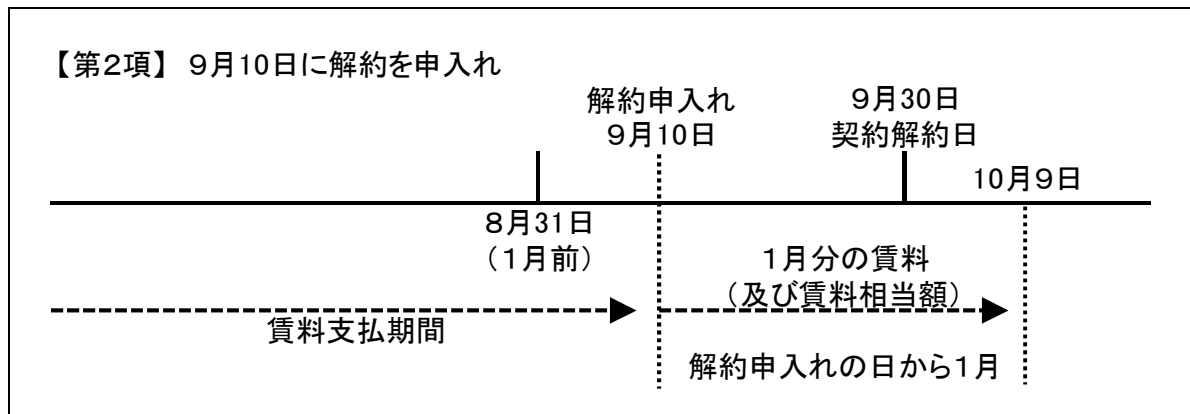 【第2項】 9月10日に解約を申入れ
解約申入れ
9月10日
9月30日
契約解約日
10月9日
8月31日
(1月前)
1月分の賃料
(及び賃料相当額)
賃料支払期間
解約申入れの日から1月